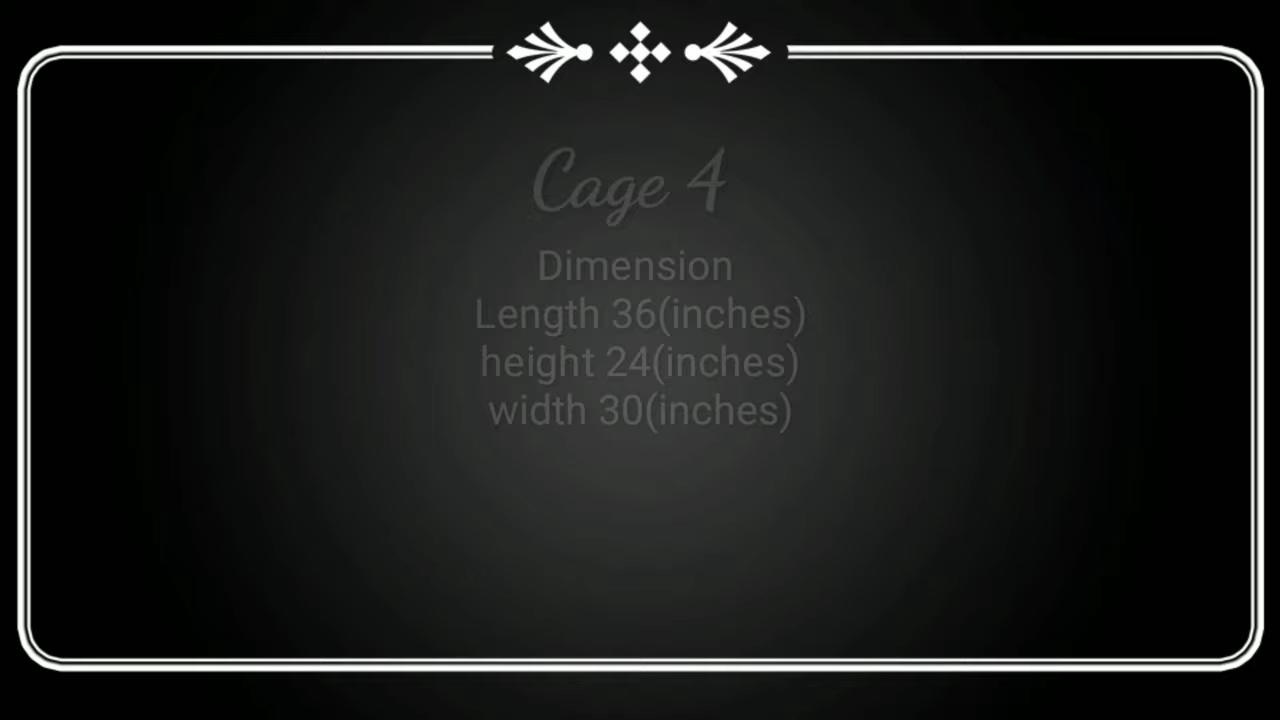 Cage 4
Dimension
Length 36(inches)
height 24(inches)
width 30(inches)